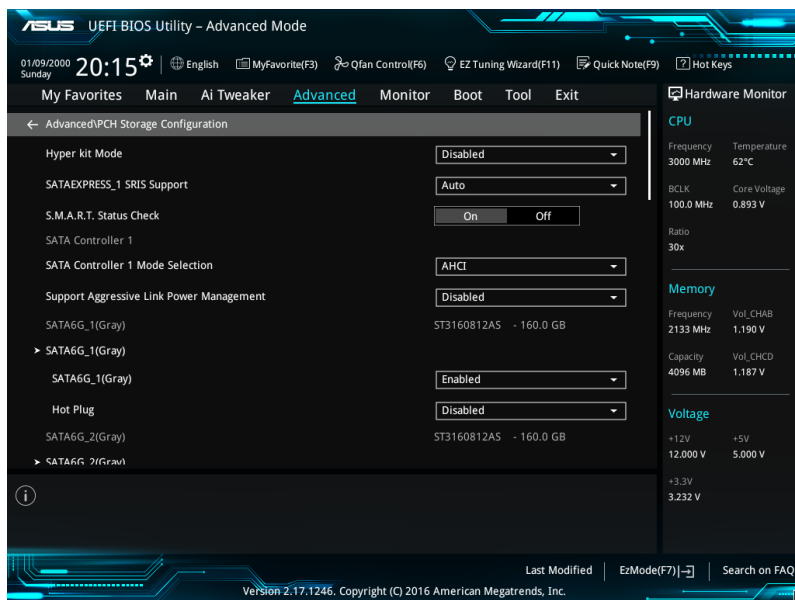 ASUS UEFI BIOS Utility – Advanced Mode
01/09/2000 Sunday 20:15 English MyFavorite(F3) Qfan Control(F6) EZ Tuning Wizard(F11) Quick Note(F9) ? Hot Keys
My Favorites Main Ai Tweaker Advanced Monitor Boot Tool Exit
Hardware Monitor
← Advanced\PCH Storage Configuration
Hyper kit Mode Disabled
SATAEXPRESS_1 SRIS Support Auto
S.M.A.R.T. Status Check On Off
SATA Controller 1
SATA Controller 1 Mode Selection AHCI
Support Aggressive Link Power Management Disabled
SATA6G_1(Gray) ST3160812AS - 160.0 GB
> SATA6G_1(Gray)
SATA6G_1(Gray) Enabled
Hot Plug Disabled
SATA6G_2(Gray) ST3160812AS - 160.0 GB
> SATA6G_2(Gray)
CPU
Frequency Temperature
3000 MHz 62°C
BCLK Core Voltage
100.0 MHz 0.893 V
Ratio
30x
Memory
Frequency Vol_CHAB
2133 MHz 1.190 V
Capacity Vol_CHCD
4096 MB 1.187 V
Voltage
+12V +5V
12.000 V 5.000 V
+3.3V
3.232 V
i
Last Modified EzMode(F7) Search on FAQ
Version 2.17.1246. Copyright (C) 2016 American Megatrends, Inc.